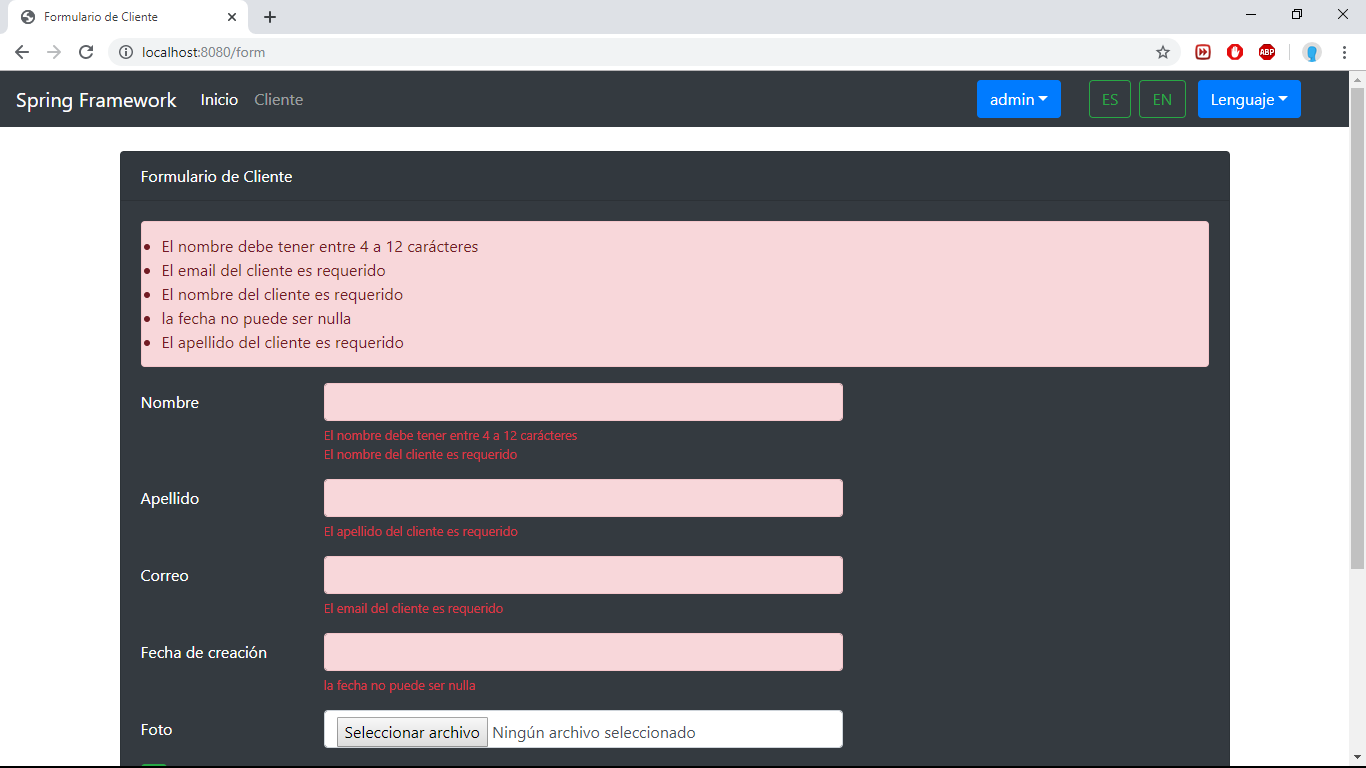 Formulario de Cliente
localhost:8080/form
ABP
Spring Framework Inicio Cliente admin ES EN Lenguaje
Formulario de Cliente
El nombre debe tener entre 4 a 12 carácteres
El email del cliente es requerido
El nombre del cliente es requerido
la fecha no puede ser nulla
El apellido del cliente es requerido
Nombre
El nombre debe tener entre 4 a 12 carácteres
El nombre del cliente es requerido
Apellido
El apellido del cliente es requerido
Correo
El email del cliente es requerido
Fecha de creación
la fecha no puede ser nulla
Foto Seleccionar archivo Ningún archivo seleccionado